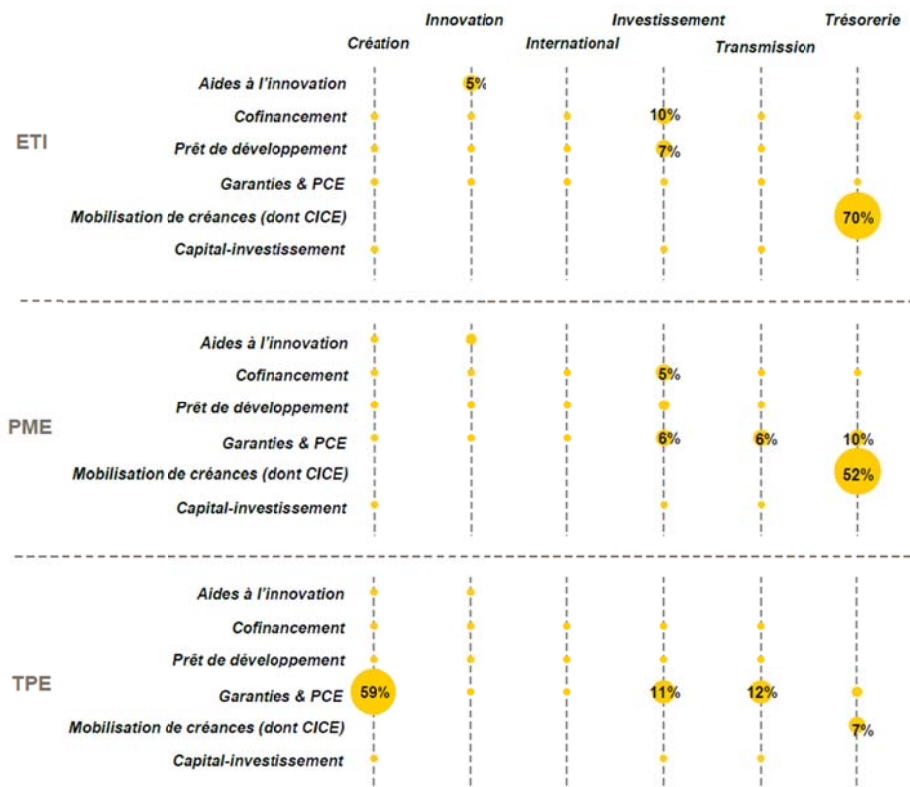 Innovation Investissement Trésorerie
Création International Transmission
Aides à l'innovation 5%
Cofinancement 10%
ETI
Prêt de développement 7%
Garanties & PCE
Mobilisation de créances (dont CICE) 70%
Capital-investissement
Aides à l'innovation
Cofinancement 5%
Prêt de développement
PME
Garanties & PCE 6% 6% 10%
Mobilisation de créances (dont CICE) 52%
Capital-investissement
Aides à l'innovation
Cofinancement
Prêt de développement
TPE
Garanties & PCE 59% 11% 12%
Mobilisation de créances (dont CICE) 7%
Capital-investissement